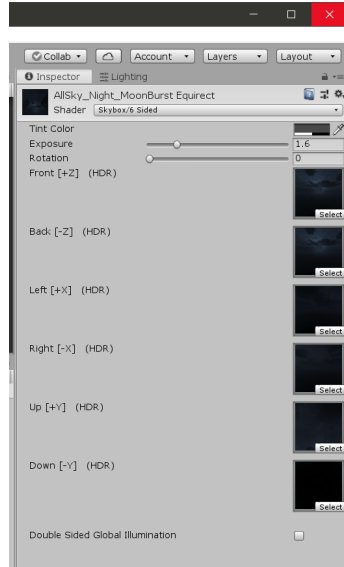 Collab Account Layers Layout
Inspector Lighting
AllSky_Night_MoonBurst Equirect
Shader Skybox/6 Sided
Tint Color
Exposure 1.6
Rotation 0
Front [+Z] (HDR)
Select
Back [-Z] (HDR)
Select
Left [+X] (HDR)
Select
Right [-X] (HDR)
Select
Up [+Y] (HDR)
Select
Down [-Y] (HDR)
Select
Double Sided Global Illumination